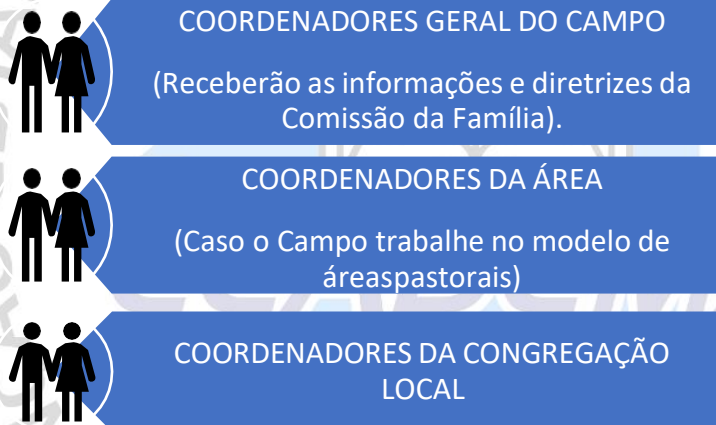 COORDENADORES GERAL DO CAMPO
(Receberão as informações e diretrizes da
Comissão da Família).
COORDENADORES DA ÁREA
(Caso o Campo trabalhe no modelo de
áreaspastorais)
COORDENADORES DA CONGREGAÇÃO
LOCAL